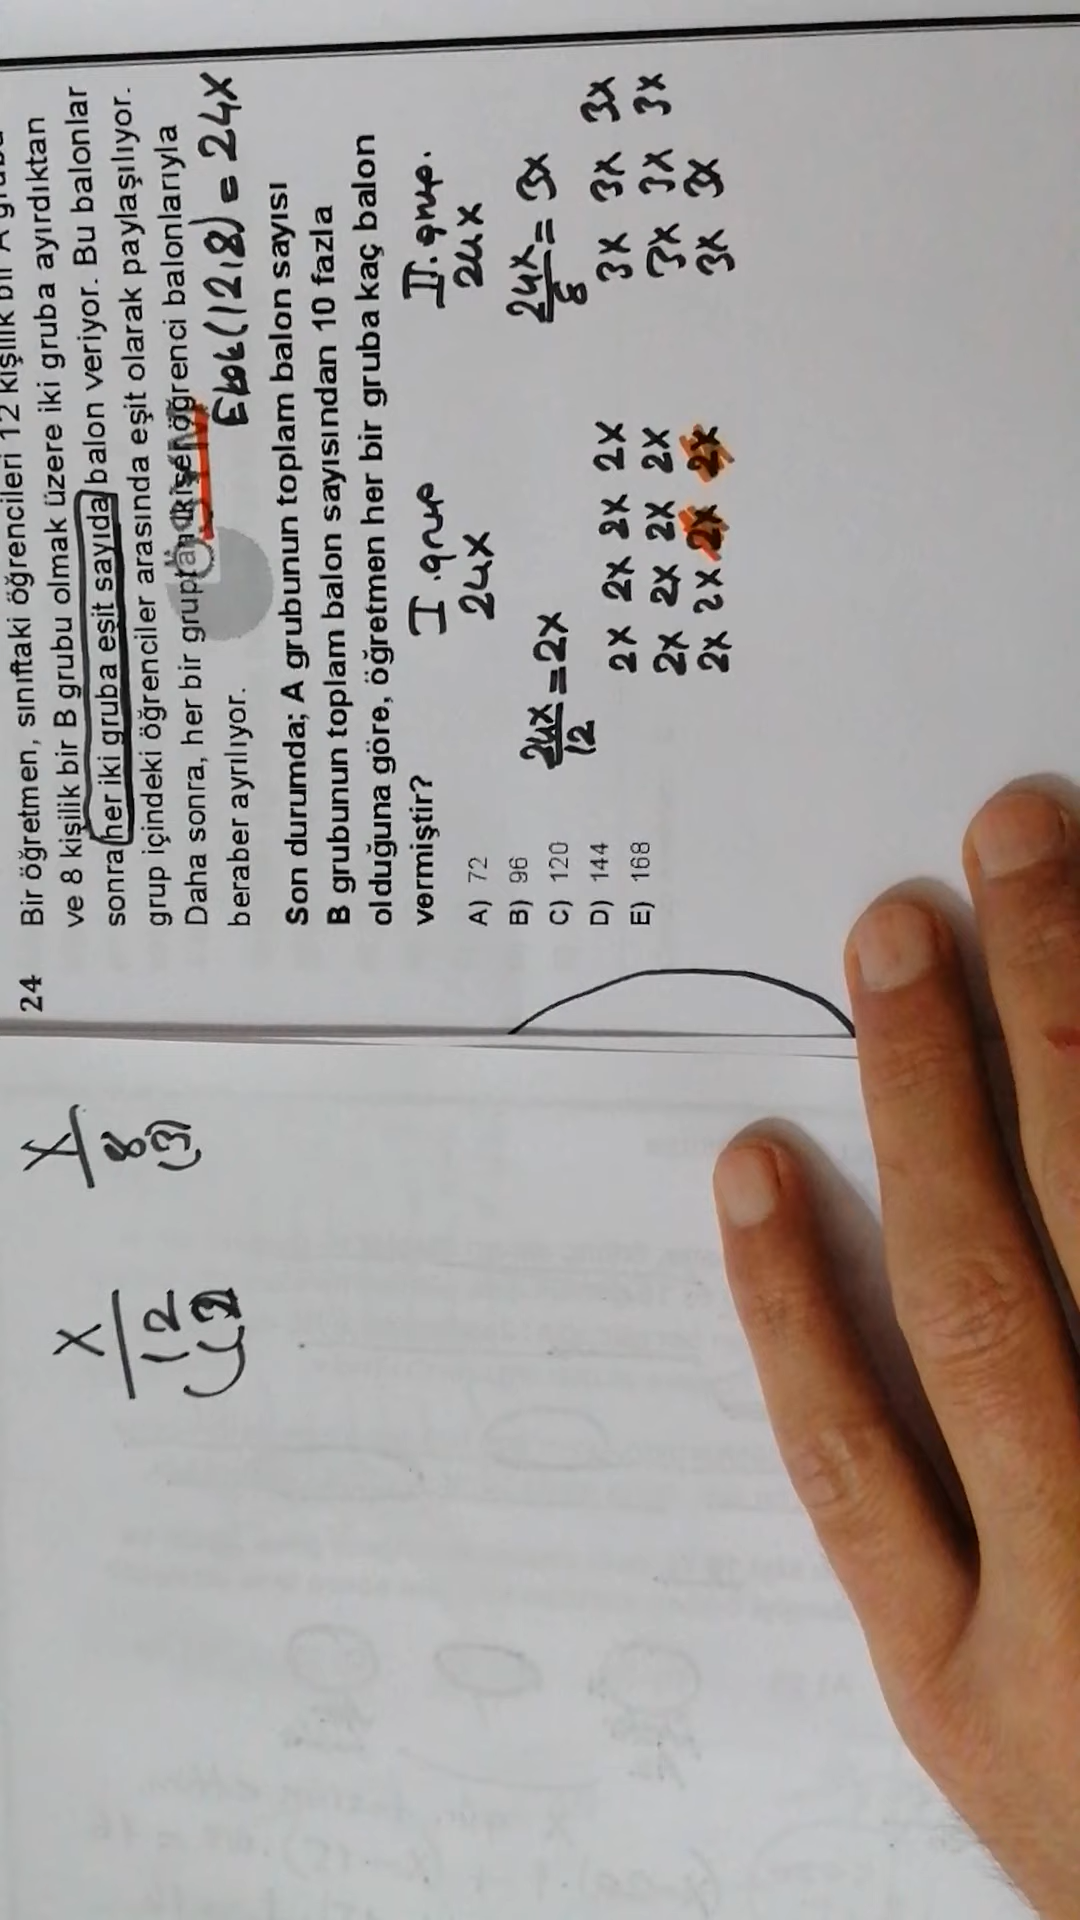 24 Bir öğretmen, sınıftaki öğrencileri 12 kişilik bir A grubu
ve 8 kişilik bir B grubu olmak üzere iki gruba ayırdıktan
sonra her iki gruba eşit sayıda balon veriyor. Bu balonlar
grup içindeki öğrenciler arasında eşit olarak paylaşılıyor.
Daha sonra, her bir gruptan öğrenci balonlarıyla
beraber ayrılıyor.
Ebob(12,8) = 24x
Son durumda; A grubunun toplam balon sayısı
B grubunun toplam balon sayısından 10 fazla
olduğuna göre, öğretmen her bir gruba kaç balon
vermiştir?
A) 72
B) 96
C) 120
D) 144
E) 168
I. grup
24x
II. grup.
24x
24x/12 = 2x
24x/8 = 3x
2x 2x 2x 2x
2x 2x 2x 2x
2x 2x 2x 2x
3x 3x 3x
3x 3x 3x
3x 3x
x/12
(2)
x/8
(3)